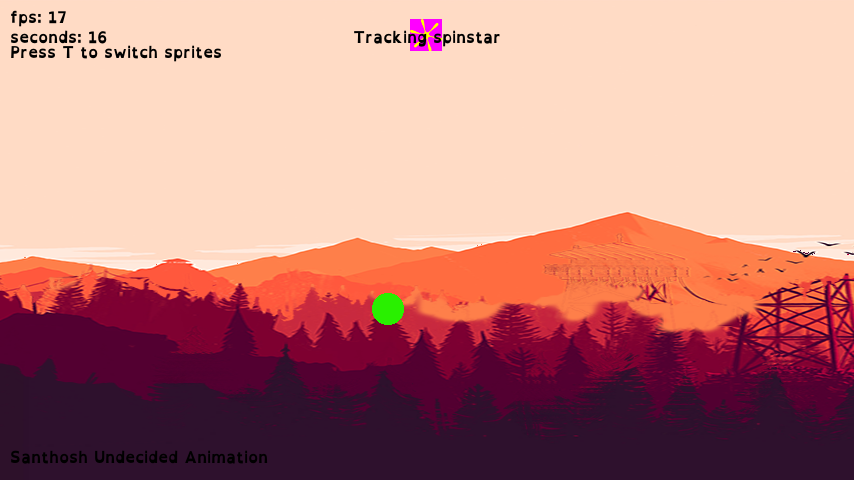 fps: 17
seconds: 16
Press T to switch sprites
Tracking spinstar
Santhosh Undecided Animation